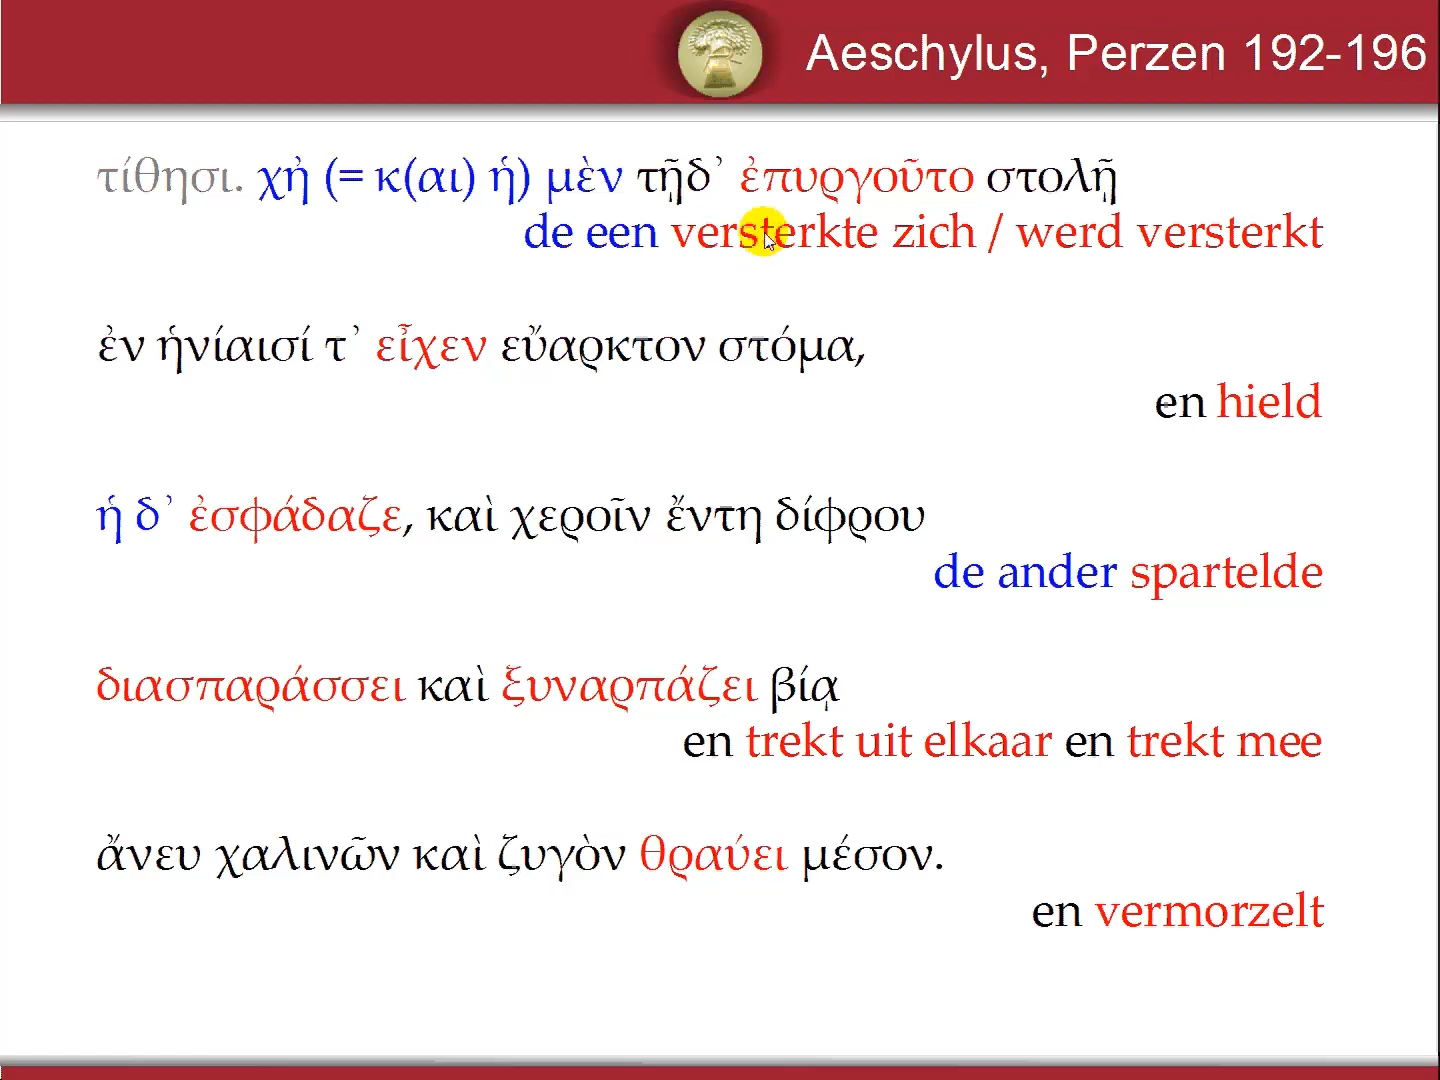 Aeschylus, Perzen 192-196
τίθησι. χἠ (= κ(αι) ἡ) μὲν τῇδ᾽ ἐπυργοῦτο στολῇ
de een versterkte zich / werd versterkt
ἐν ἡνίαισί τ᾽ εἶχεν εὔαρκτον στόμα,
en hield
ἡ δ᾽ ἐσφάδαζε, καὶ χεροῖν ἔντη δίφρου
de ander spartelde
διασπαράσσει καὶ ξυναρπάζει βίᾳ
en trekt uit elkaar en trekt mee
ἄνευ χαλινῶν καὶ ζυγὸν θραύει μέσον.
en vermorzelt